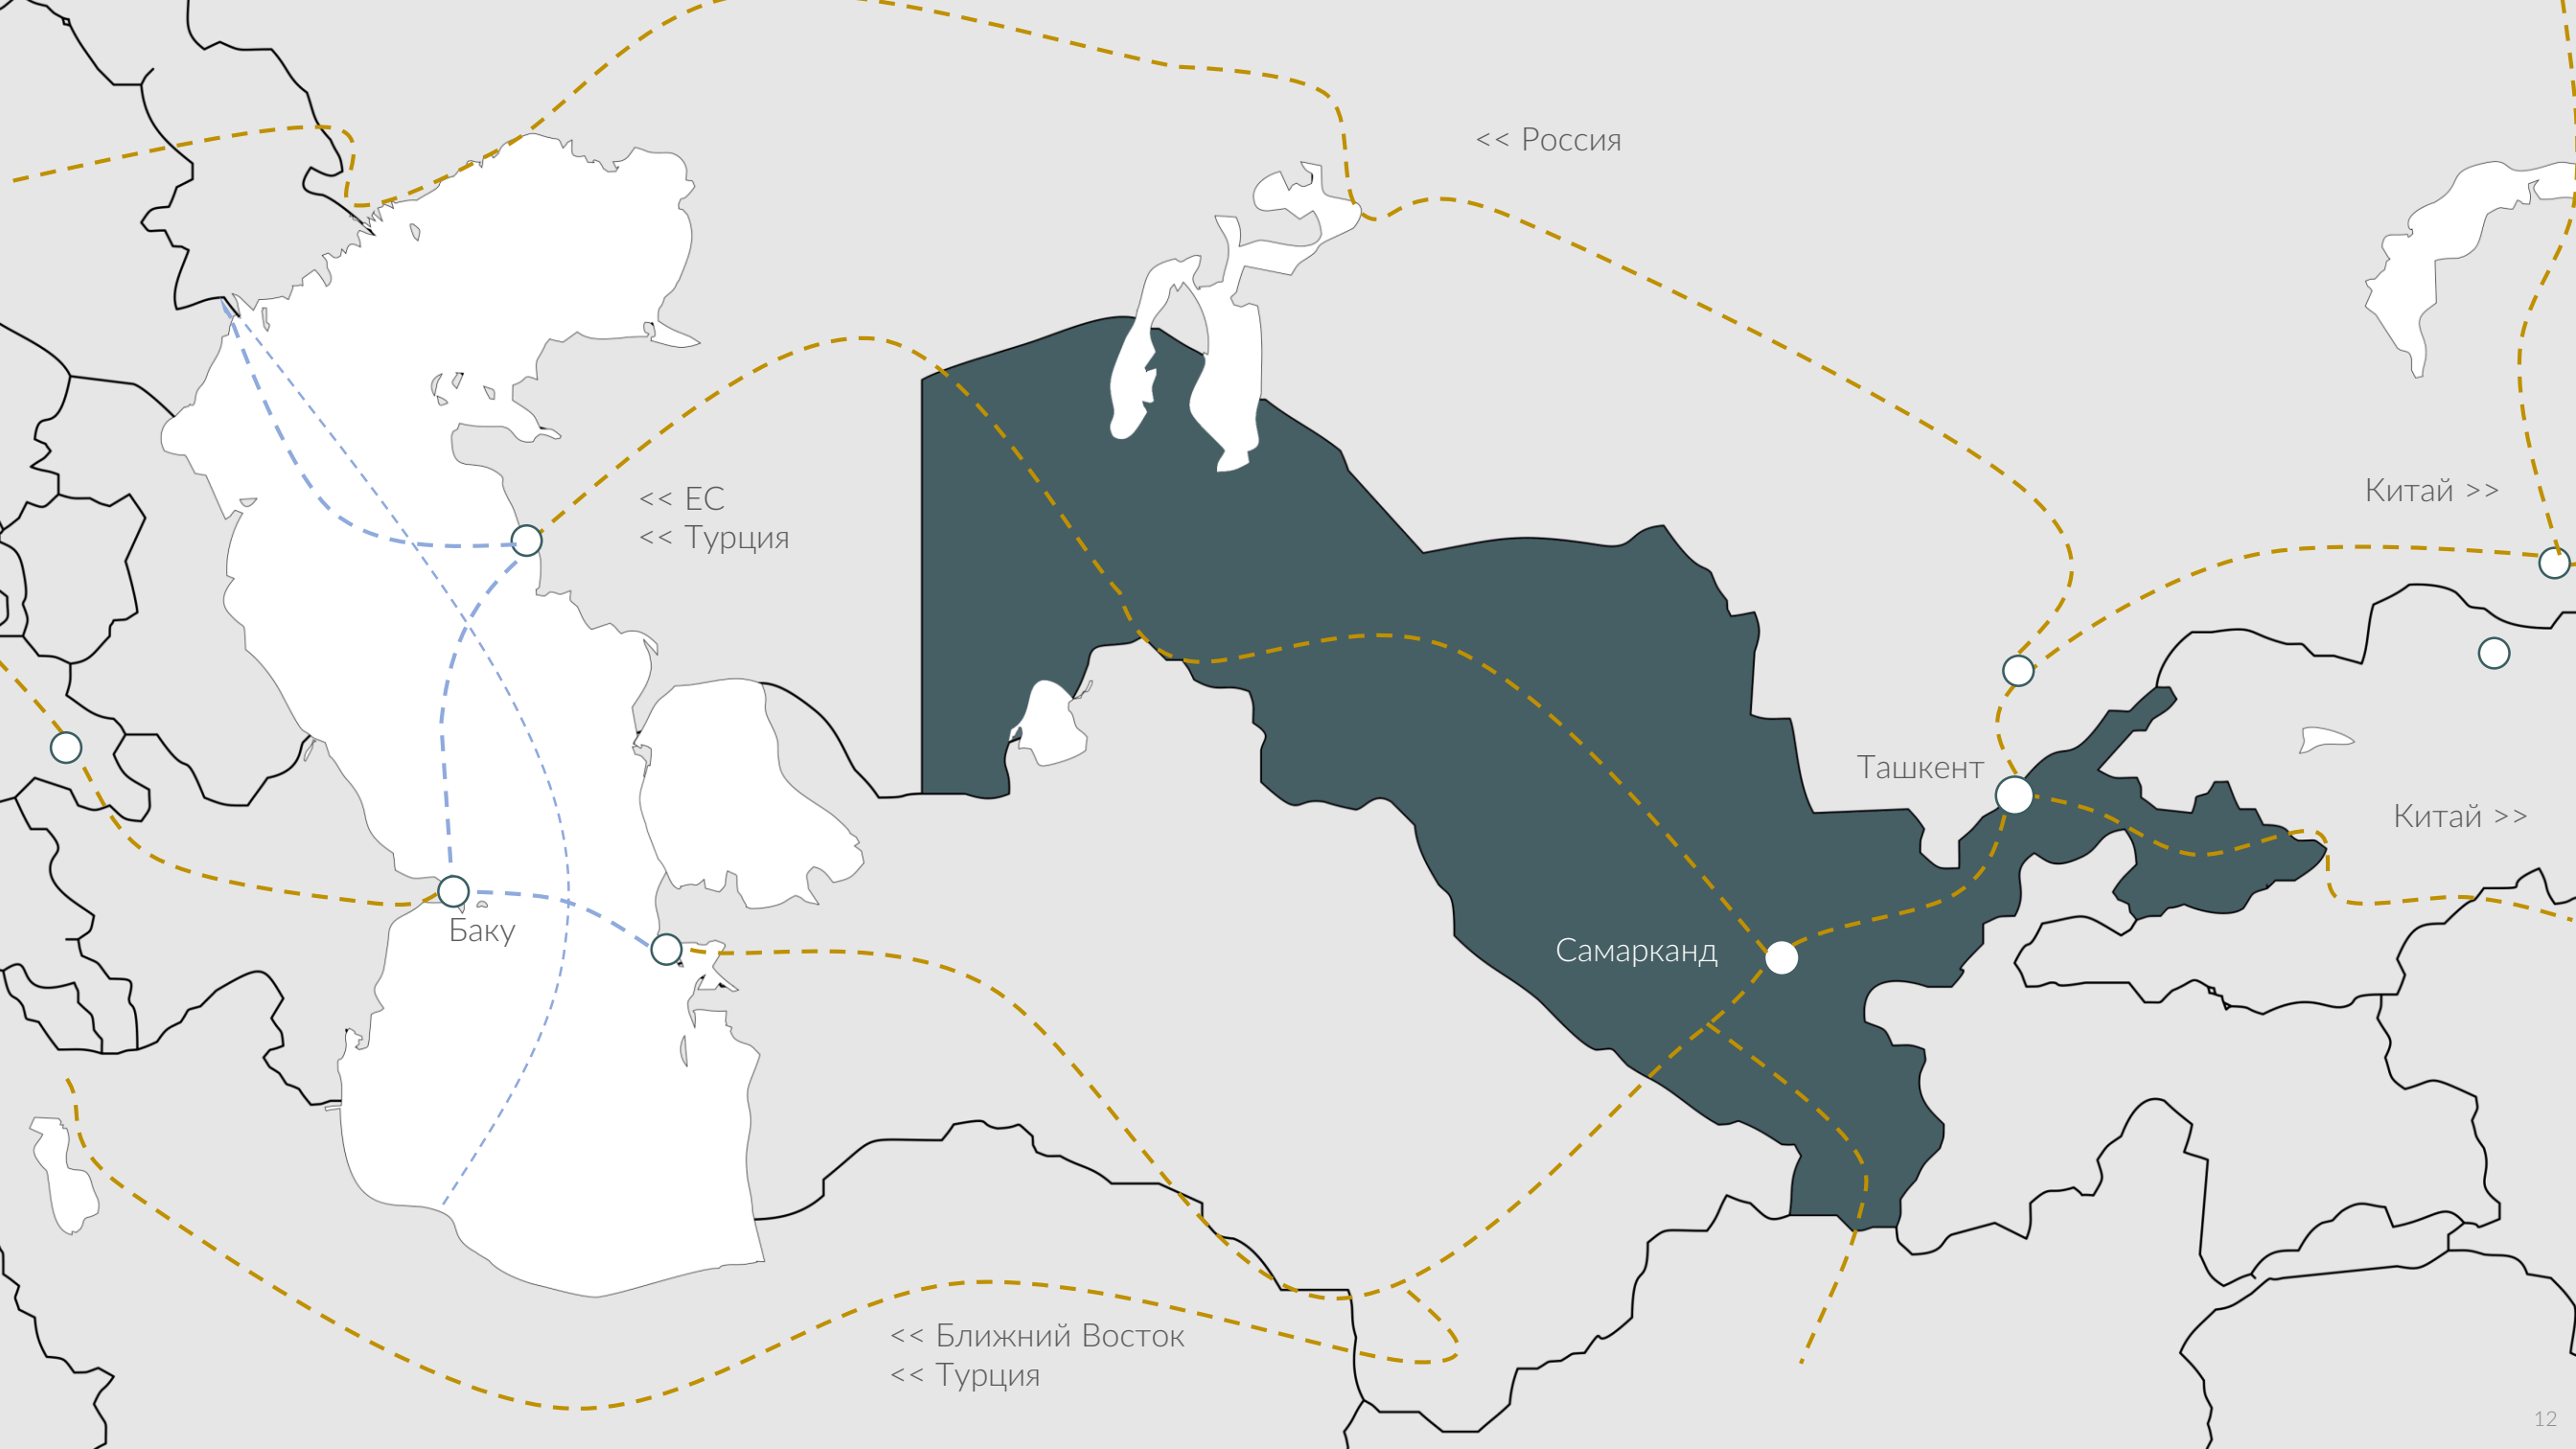 << Россия
<< ЕС
<< Турция
Китай >>
Ташкент
Китай >>
Баку
Самарканд
<< Ближний Восток
<< Турция
12